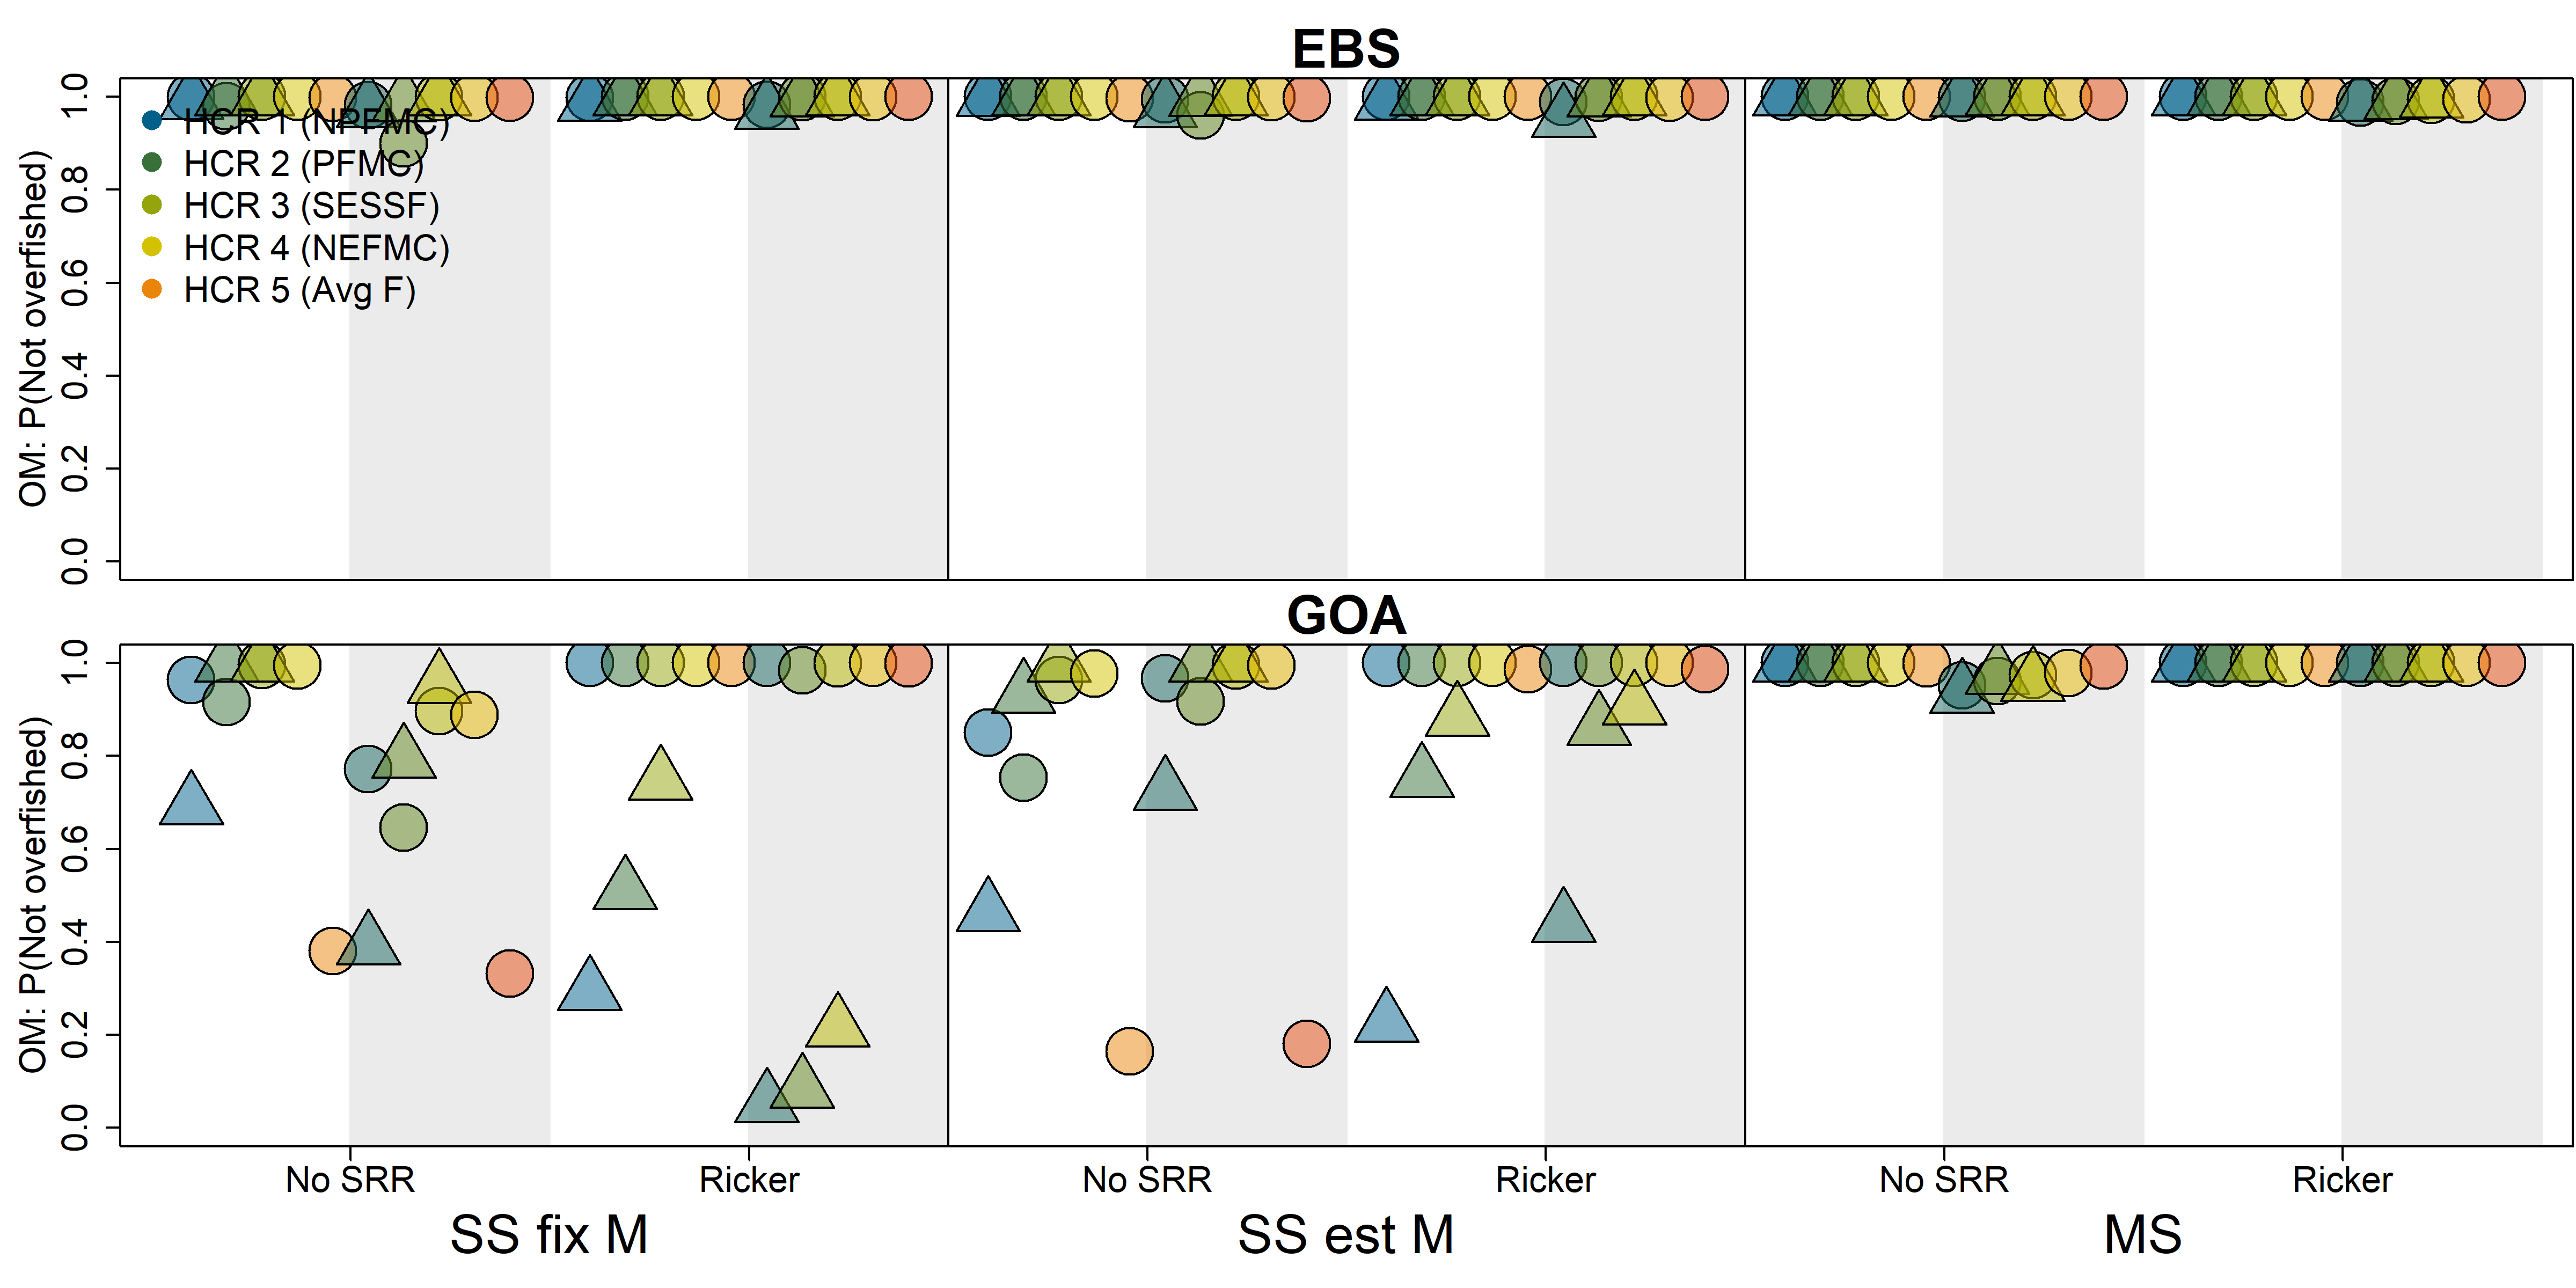 EBS
OM: P(Not overfished)
1.0
0.8
0.6
0.4
0.2
0.0
HCR 1 (NPFMC)
HCR 2 (PFMC)
HCR 3 (SESSF)
HCR 4 (NEFMC)
HCR 5 (Avg F)
GOA
OM: P(Not overfished)
1.0
0.8
0.6
0.4
0.2
0.0
No SRR Ricker No SRR Ricker No SRR Ricker
SS fix M SS est M MS